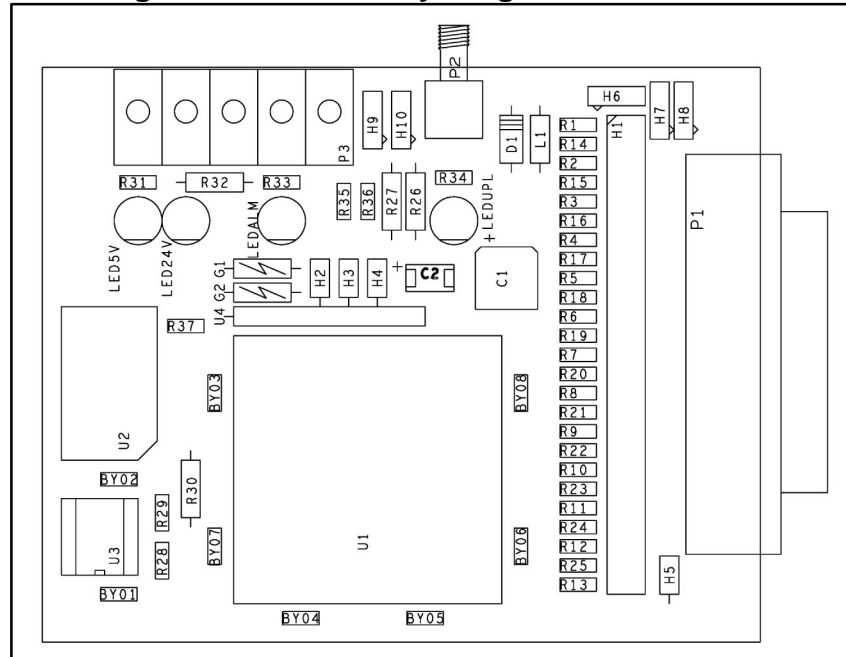 P2
H6
H9
H10
D1
L1
H1
H7
H8
P3
R1
R14
R2
R15
R3
R16
R4
R17
R5
R18
R6
R19
R7
R20
R8
R21
R9
R22
R10
R23
R11
R24
R12
R25
R13
P1
R31
R32
R33
R35
R36
R27
R26
R34
LED5V
LED24V
LEDALM
+LEDUPL
G1
G2
U4
H2
H3
H4
+
C2
C1
R37
U2
BY03
BY08
BY02
R30
R29
R28
U3
BY07
U1
BY06
BY01
BY04
BY05
H5